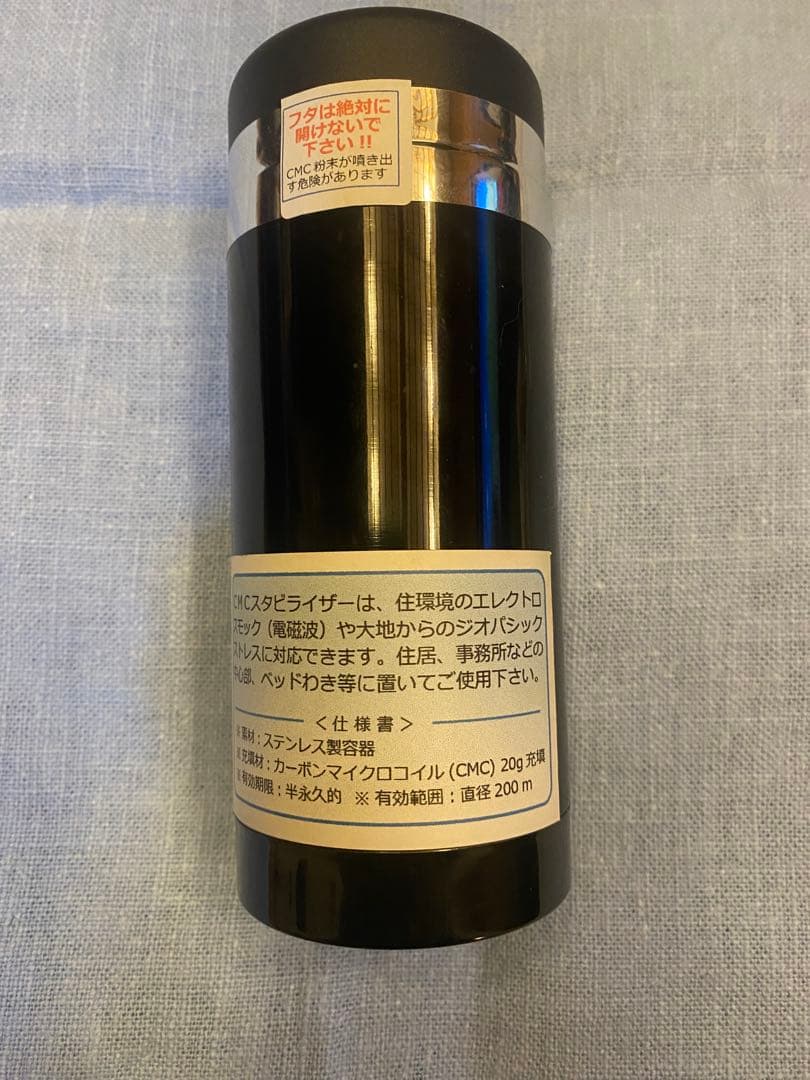 フタは絶対に
開けないで
下さい!!
CMC 粉末が噴き出
す危険があります
CMCスタビライザーは、住環境のエレクトロ
スモック（電磁波）や大地からのジオパシック
ストレスに対応できます。住居、事務所などの
中心部、ベッドわき等に置いてご使用下さい。
＜仕 様 書＞
※ 素材：ステンレス製容器
※ 充填材：カーボンマイクロコイル (CMC) 20g 充填
※ 有効期限：半永久的 ※ 有効範囲：直径 200 m